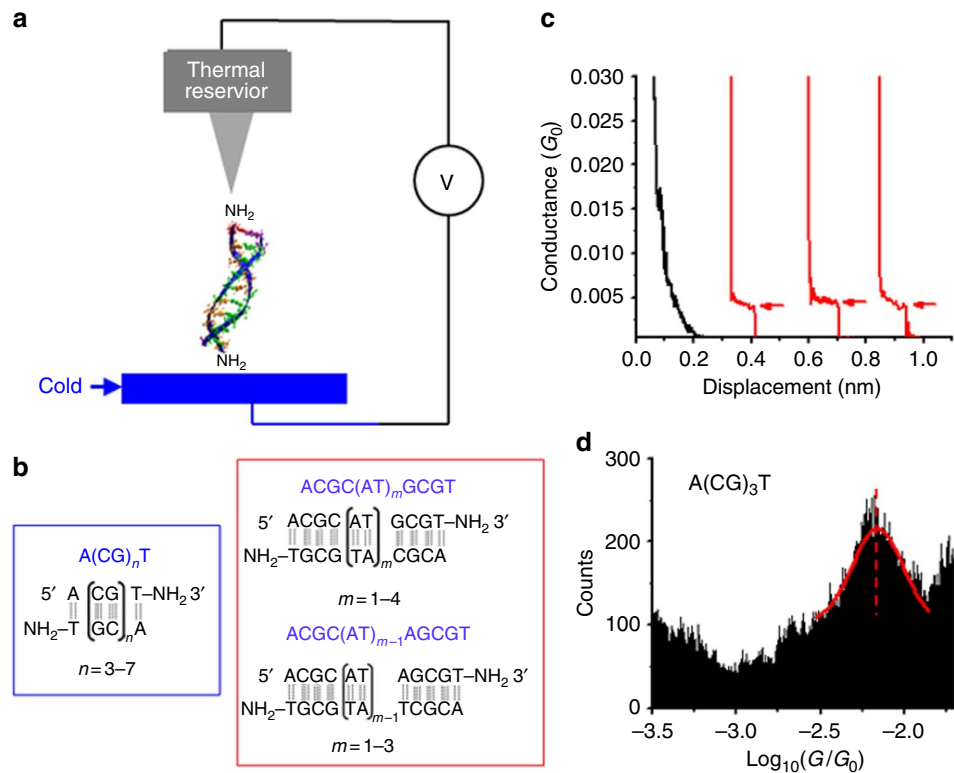 a
Thermal
reservior
V
NH2
NH2
Cold
b
A(CG)nT
5′ A CG T–NH2 3′
NH2–T GC nA
n = 3–7
ACGC(AT)mGCGT
5′ ACGC AT GCGT–NH2 3′
NH2–TGCG TA mCGCA
m = 1–4
ACGC(AT)m−1AGCGT
5′ ACGC AT AGCGT–NH2 3′
NH2–TGCG TA m−1TCGCA
m = 1–3
c
Conductance (G0)
0.030
0.025
0.020
0.015
0.010
0.005
0.0 0.2 0.4 0.6 0.8 1.0
Displacement (nm)
d
A(CG)3T
Counts
300
200
100
0
−3.5 −3.0 −2.5 −2.0
Log10(G/G0)